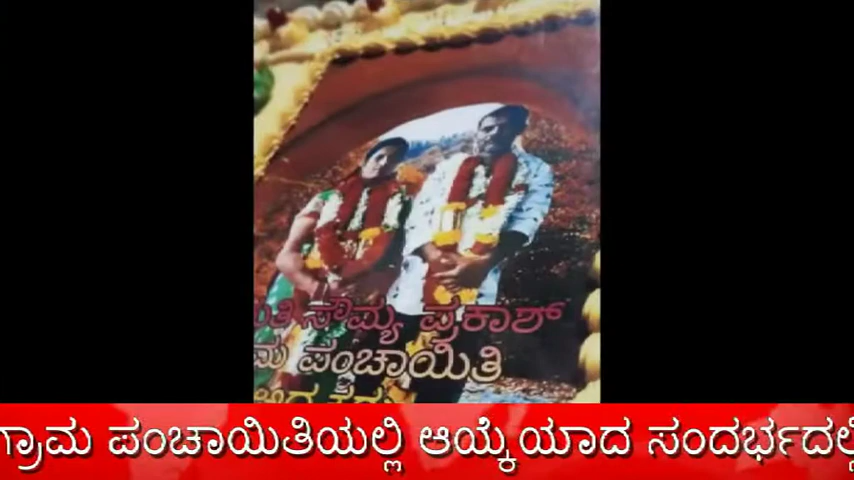 ಸೌಮ್ಯ ಪ್ರಕಾಶ್
ಪಂಚಾಯಿತಿ
ಗ್ರಾಮ ಪಂಚಾಯಿತಿಯಲ್ಲಿ ಆಯ್ಕೆಯಾದ ಸಂದರ್ಭದಲ್ಲಿ